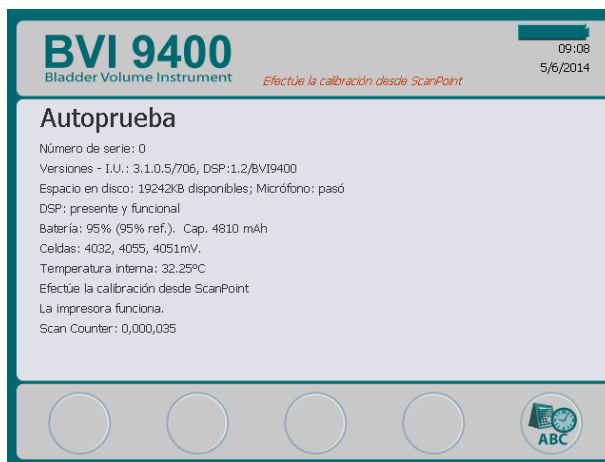 BVI 9400
Bladder Volume Instrument
Efectúe la calibración desde ScanPoint
09:08
5/6/2014
Autoprueba
Número de serie: 0
Versiones - I.U.: 3.1.0.5/706, DSP:1.2/BVI9400
Espacio en disco: 19242KB disponibles; Micrófono: pasó
DSP: presente y funcional
Batería: 95% (95% ref.). Cap. 4810 mAh
Celdas: 4032, 4055, 4051mV.
Temperatura interna: 32.25ºC
Efectúe la calibración desde ScanPoint
La impresora funciona.
Scan Counter: 0,000,035
ABC